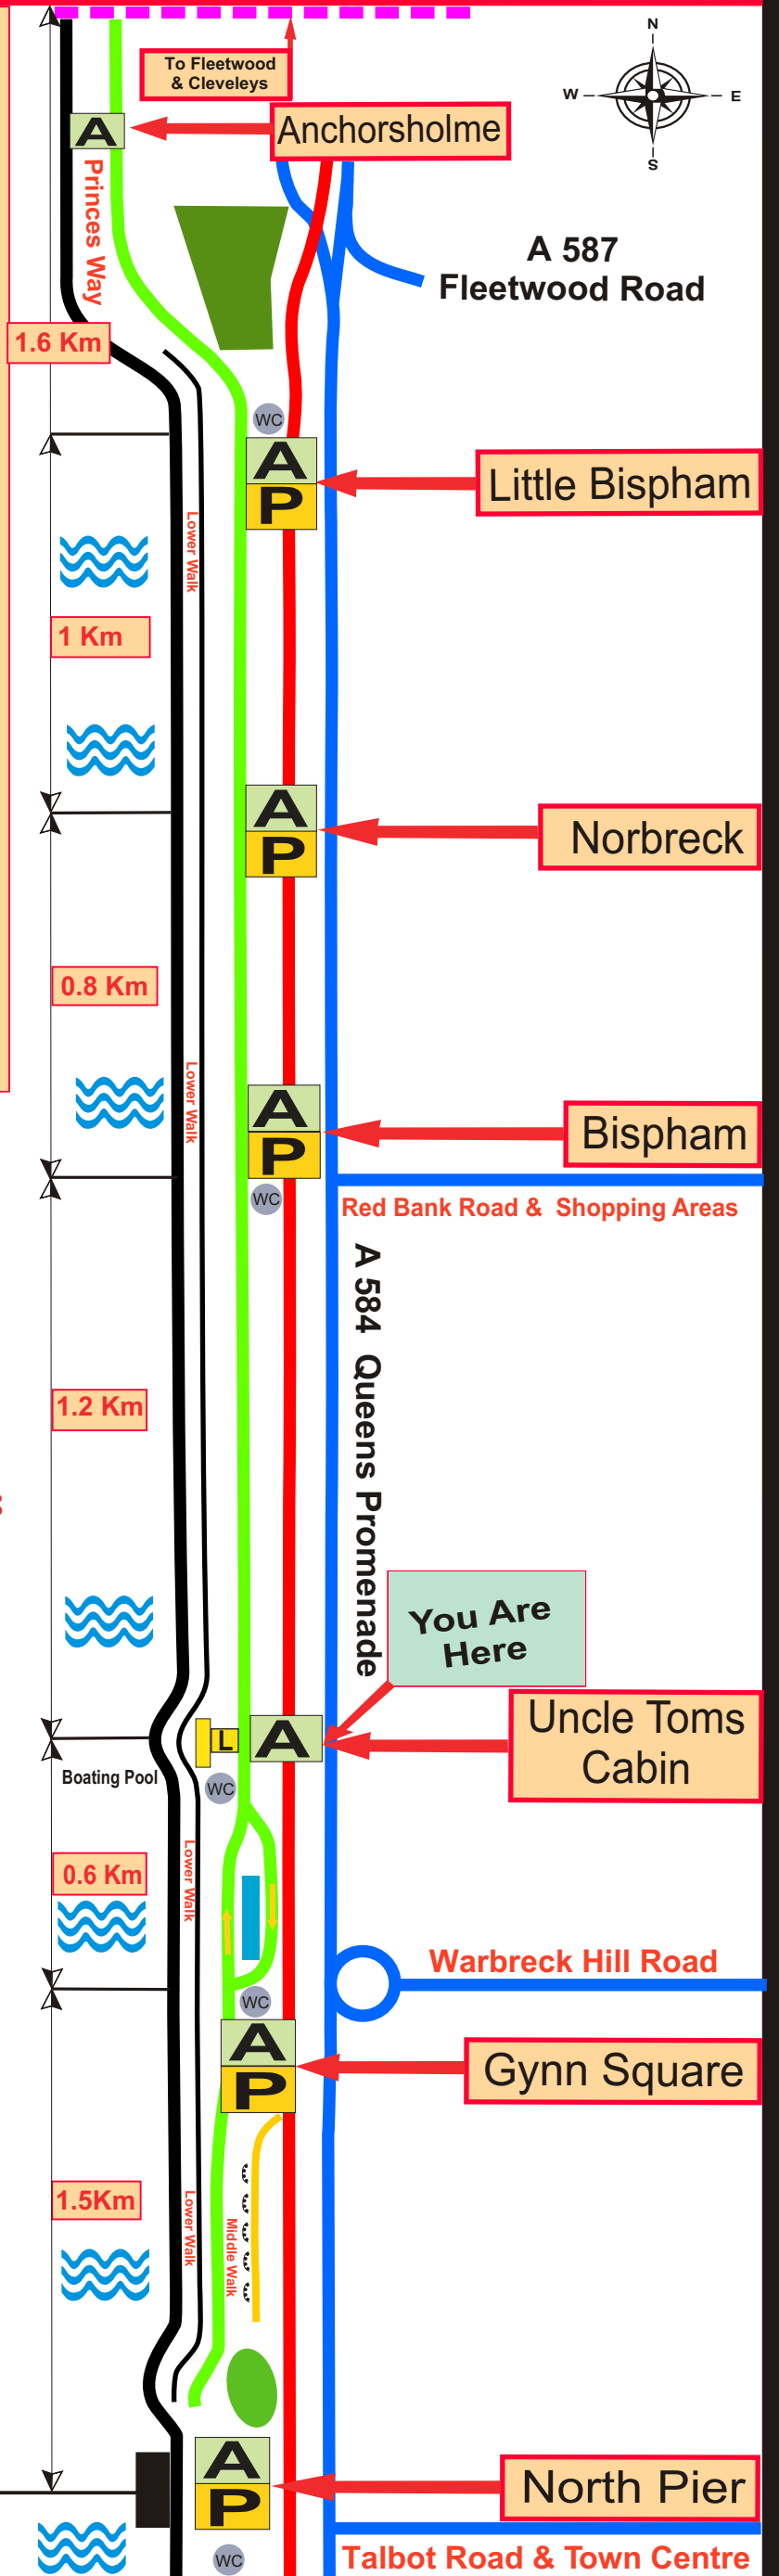 N
W
E
S
To Fleetwood
& Cleveleys
A
Anchorsholme
Princes Way
A 587
Fleetwood Road
1.6 Km
WC
A
P
Little Bispham
Lower Walk
1 Km
A
P
Norbreck
0.8 Km
Lower Walk
A
P
Bispham
WC
Red Bank Road & Shopping Areas
A 584 Queens Promenade
1.2 Km
You Are
Here
L
A
Uncle Toms
Cabin
Boating Pool
WC
0.6 Km
Lower Walk
Warbreck Hill Road
WC
A
P
Gynn Square
1.5Km
Lower Walk
Middle Walk
A
P
North Pier
WC
Talbot Road & Town Centre